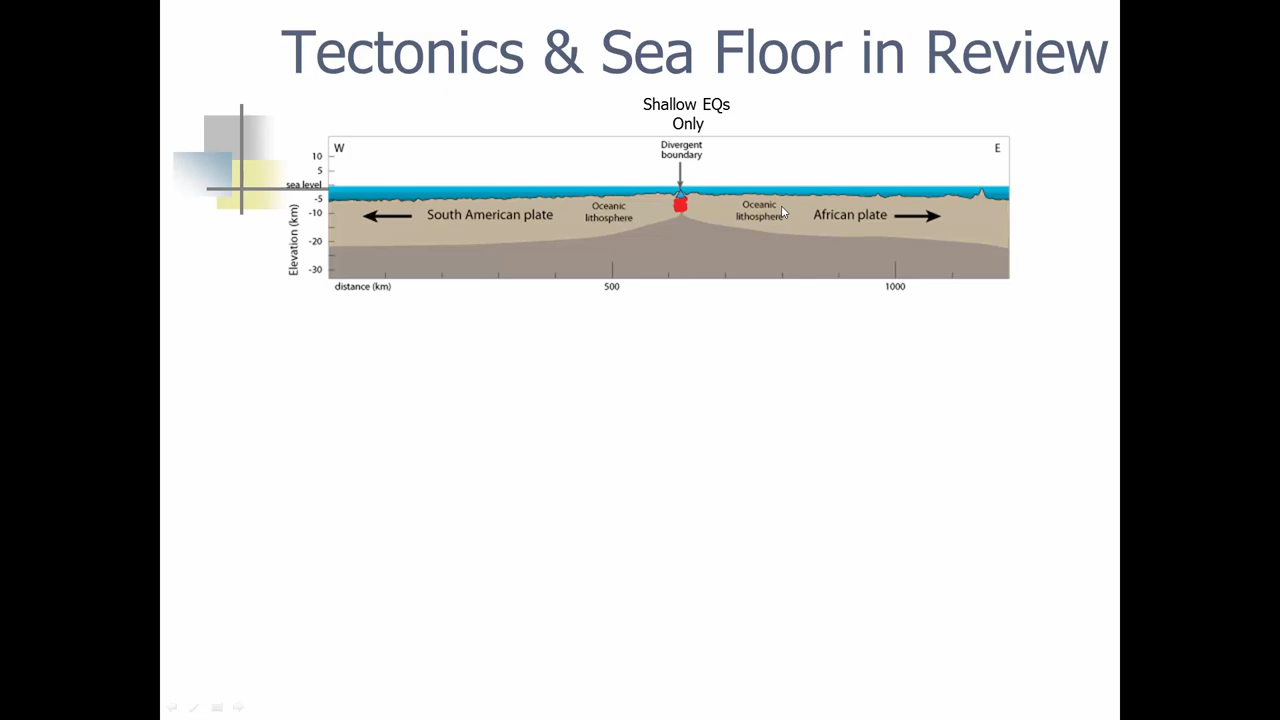 Tectonics & Sea Floor in Review
Shallow EQs
Only
W
Divergent
boundary
E
10
5
sea level
-5
-10
-20
-30
Elevation (km)
South American plate
Oceanic
lithosphere
Oceanic
lithosphere
African plate
distance (km)
500
1000